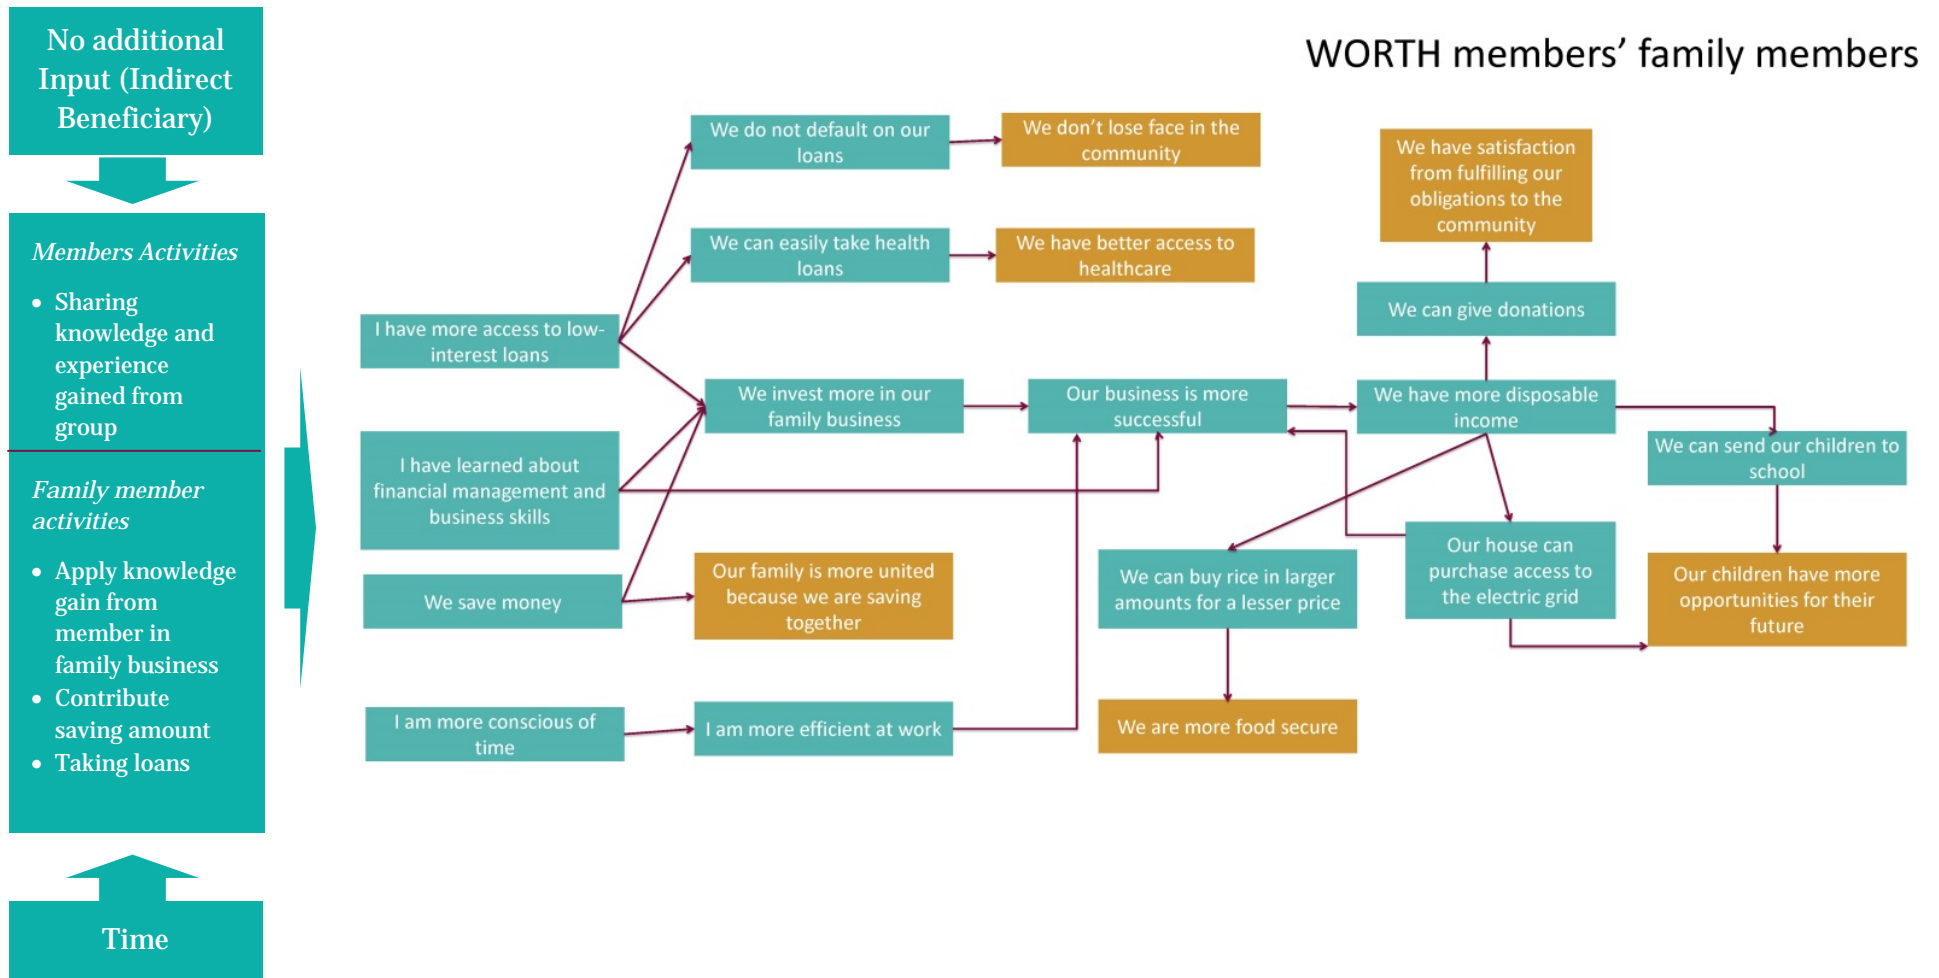 No additional
Input (Indirect
Beneficiary)
Members Activities
• Sharing
knowledge and
experience
gained from
group
Family member
activities
• Apply knowledge
gain from
member in
family business
• Contribute
saving amount
• Taking loans
Time
WORTH members’ family members
We do not default on our
loans
We don’t lose face in the
community
We can easily take health
loans
We have better access to
healthcare
I have more access to low-
interest loans
We invest more in our
family business
Our business is more
successful
We have more disposable
income
We can give donations
We have satisfaction
from fulfilling our
obligations to the
community
We can send our children to
school
I have learned about
financial management and
business skills
We save money
Our family is more united
because we are saving
together
We can buy rice in larger
amounts for a lesser price
Our house can
purchase access to
the electric grid
Our children have more
opportunities for their
future
I am more conscious of
time
I am more efficient at work
We are more food secure